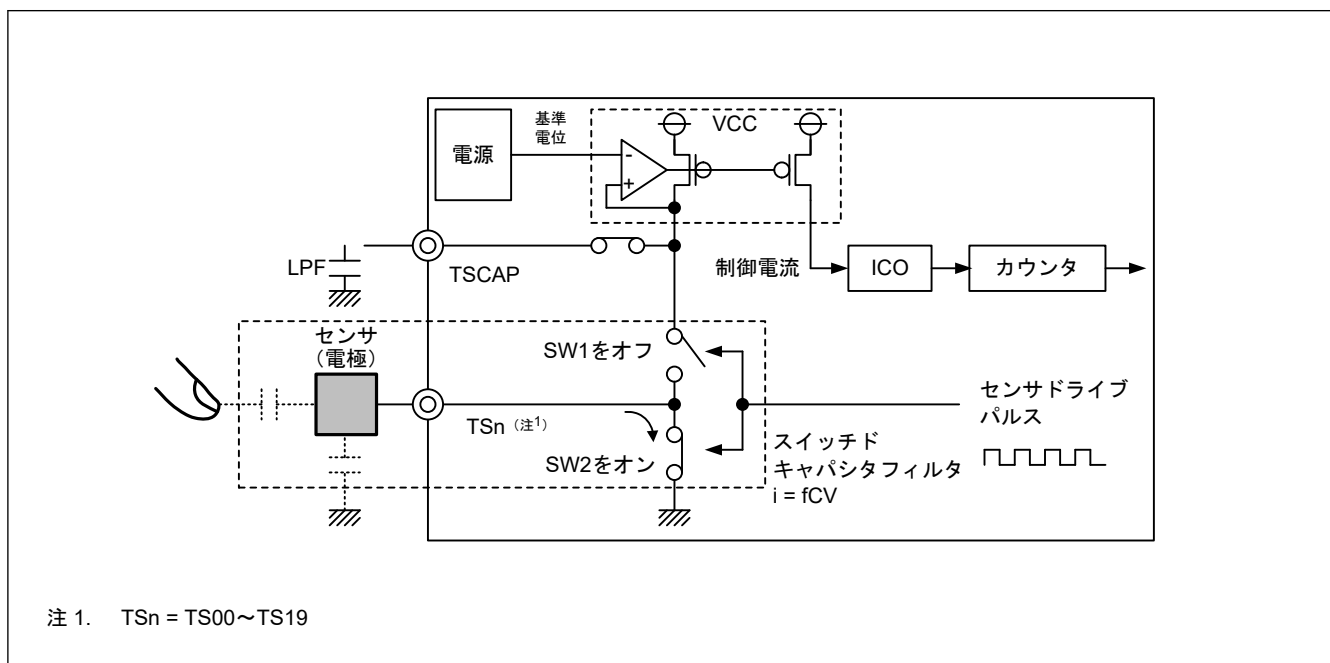 基準
電位
VCC
電源
-
+
LPF
TSCAP
制御電流
ICO
カウンタ
センサ
(電極)
SW1をオフ
センサドライブ
パルス
TSn (注1)
SW2をオン
スイッチド
キャパシタフィルタ
i = fCV
注 1. TSn = TS00～TS19